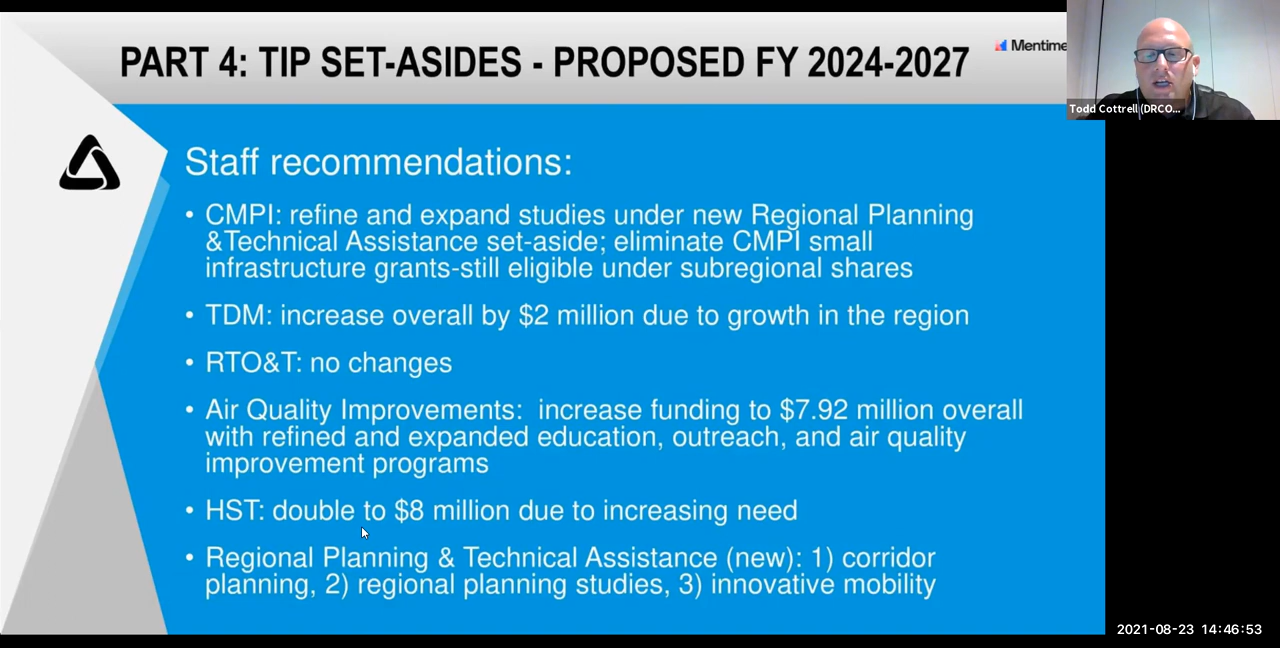 PART 4: TIP SET-ASIDES - PROPOSED FY 2024-2027
Mentime
Todd Cottrell (DRCO...
Staff recommendations:
• CMPI: refine and expand studies under new Regional Planning
&Technical Assistance set-aside; eliminate CMPI small
infrastructure grants-still eligible under subregional shares
• TDM: increase overall by $2 million due to growth in the region
• RTO&T: no changes
• Air Quality Improvements:  increase funding to $7.92 million overall
with refined and expanded education, outreach, and air quality
improvement programs
• HST: double to $8 million due to increasing need
• Regional Planning & Technical Assistance (new): 1) corridor
planning, 2) regional planning studies, 3) innovative mobility
2021-08-23 14:46:53